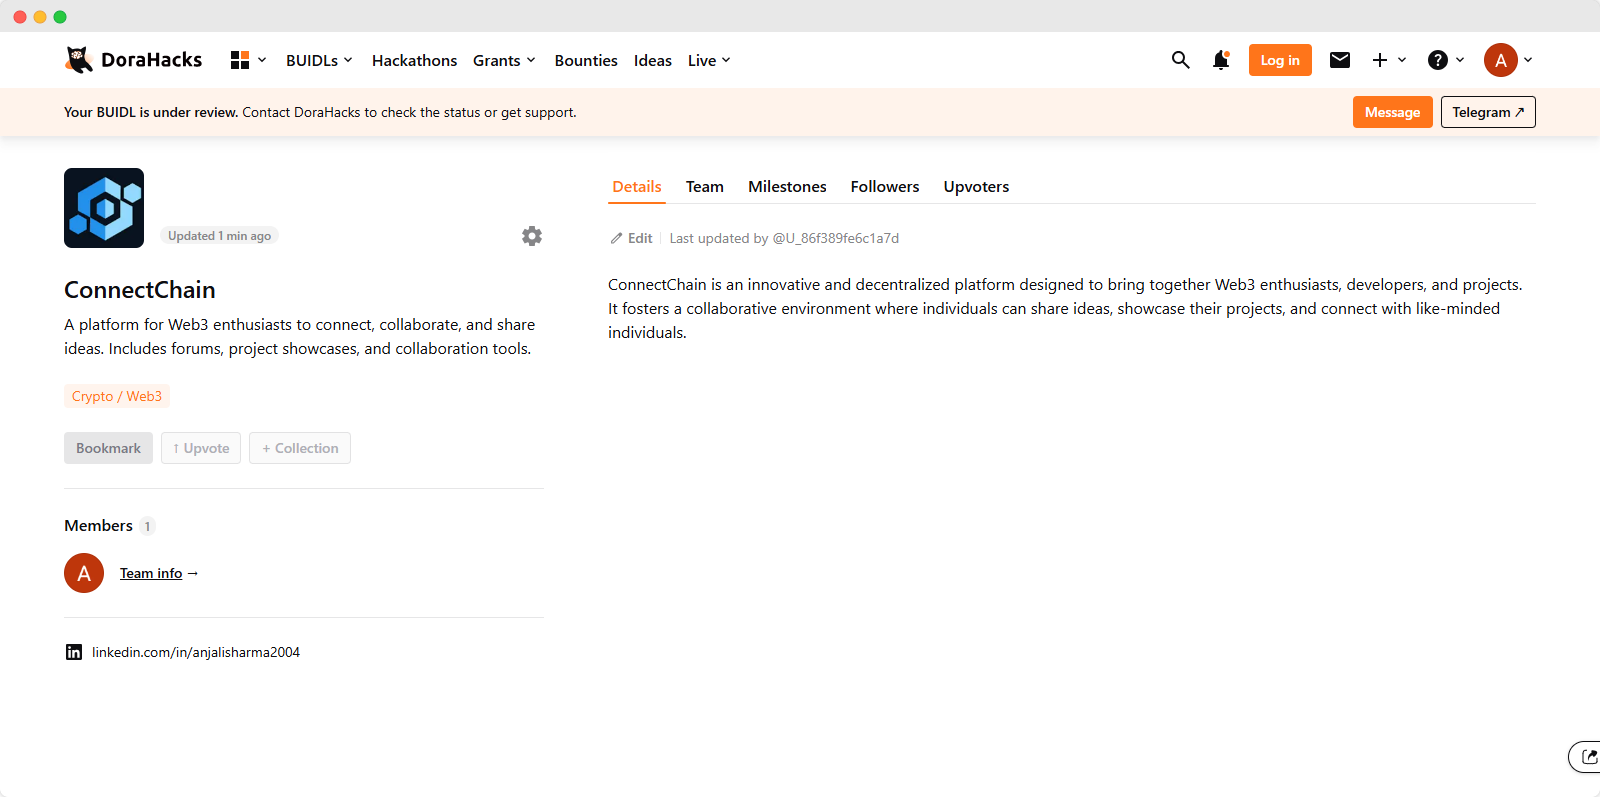 DoraHacks
BUIDLs
Hackathons
Grants
Bounties
Ideas
Live
Log in
A
Your BUIDL is under review. Contact DoraHacks to check the status or get support.
Message
Telegram ↗
Updated 1 min ago
ConnectChain
A platform for Web3 enthusiasts to connect, collaborate, and share
ideas. Includes forums, project showcases, and collaboration tools.
Crypto / Web3
Bookmark
↑ Upvote
+ Collection
Members 1
A
Team info →
linkedin.com/in/anjalisharma2004
Details
Team
Milestones
Followers
Upvoters
Edit
Last updated by @U_86f389fe6c1a7d
ConnectChain is an innovative and decentralized platform designed to bring together Web3 enthusiasts, developers, and projects.
It fosters a collaborative environment where individuals can share ideas, showcase their projects, and connect with like-minded
individuals.